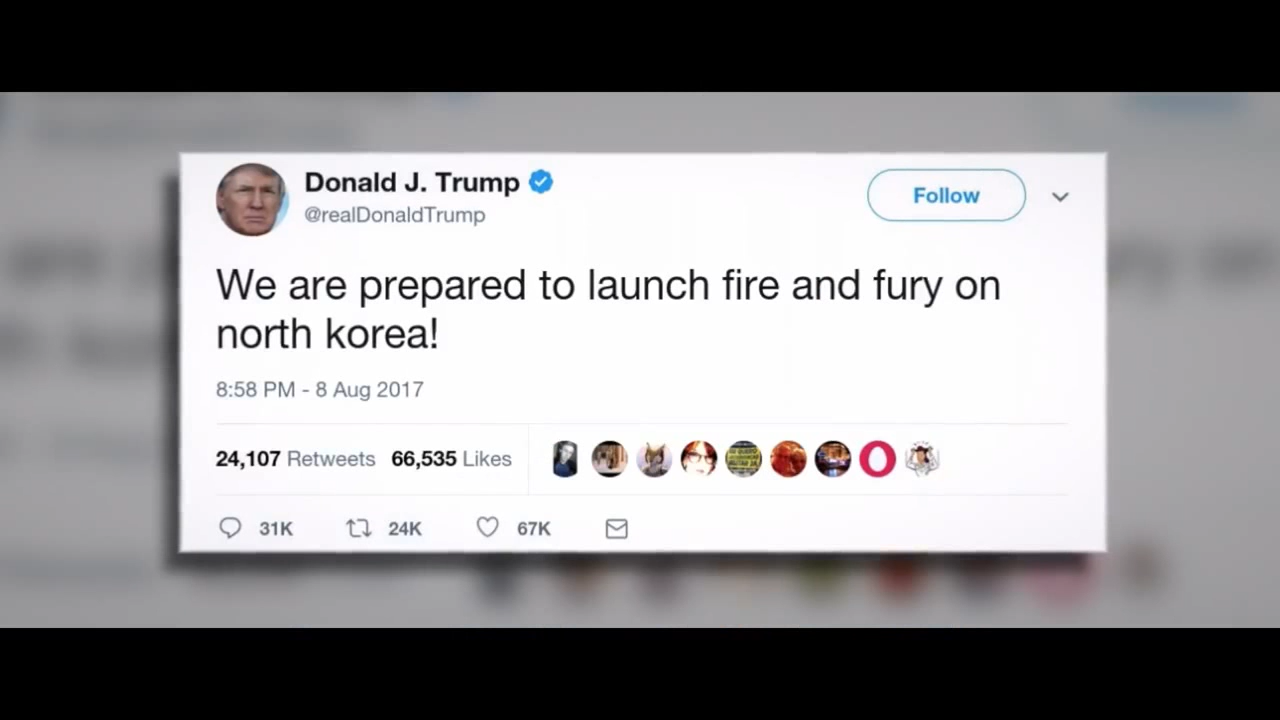 Donald J. Trump
@realDonaldTrump
Follow
We are prepared to launch fire and fury on
north korea!
8:58 PM - 8 Aug 2017
24,107 Retweets 66,535 Likes
31K 24K 67K